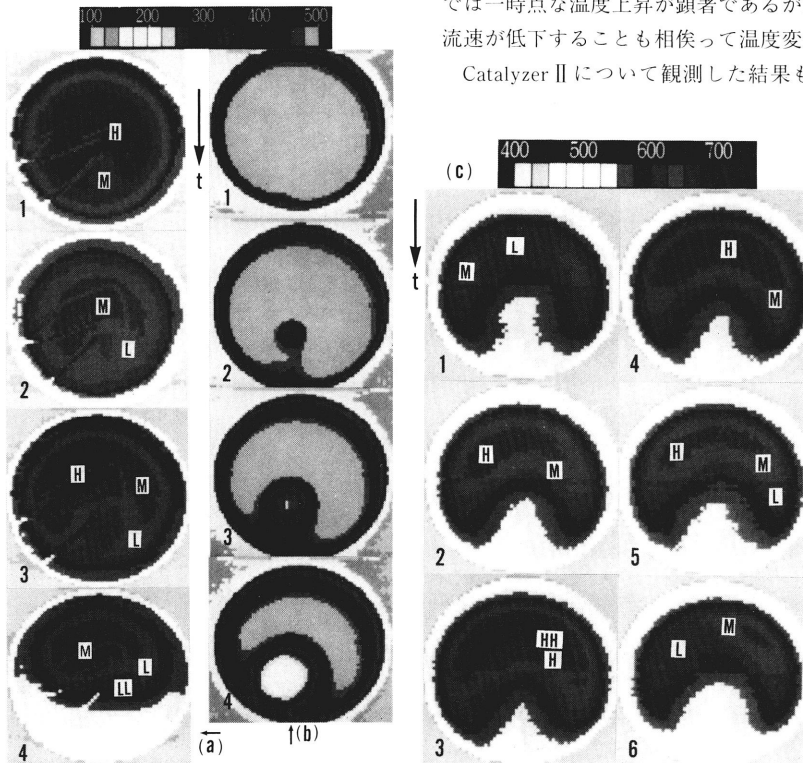 100 200 300 400 500
では一時点な温度上昇が顕著であるが
流速が低下することも相俟って温度変
Catalyzer Ⅱについて観測した結果も
H
M
1
t
1
M
L
2
2
H
M
L
3
3
M
L
LL
4
4
(a)
(b)
(c)
400 500 600 700
t
L
M
1
H
M
4
H
M
2
H
M
L
5
HH
H
3
M
L
6